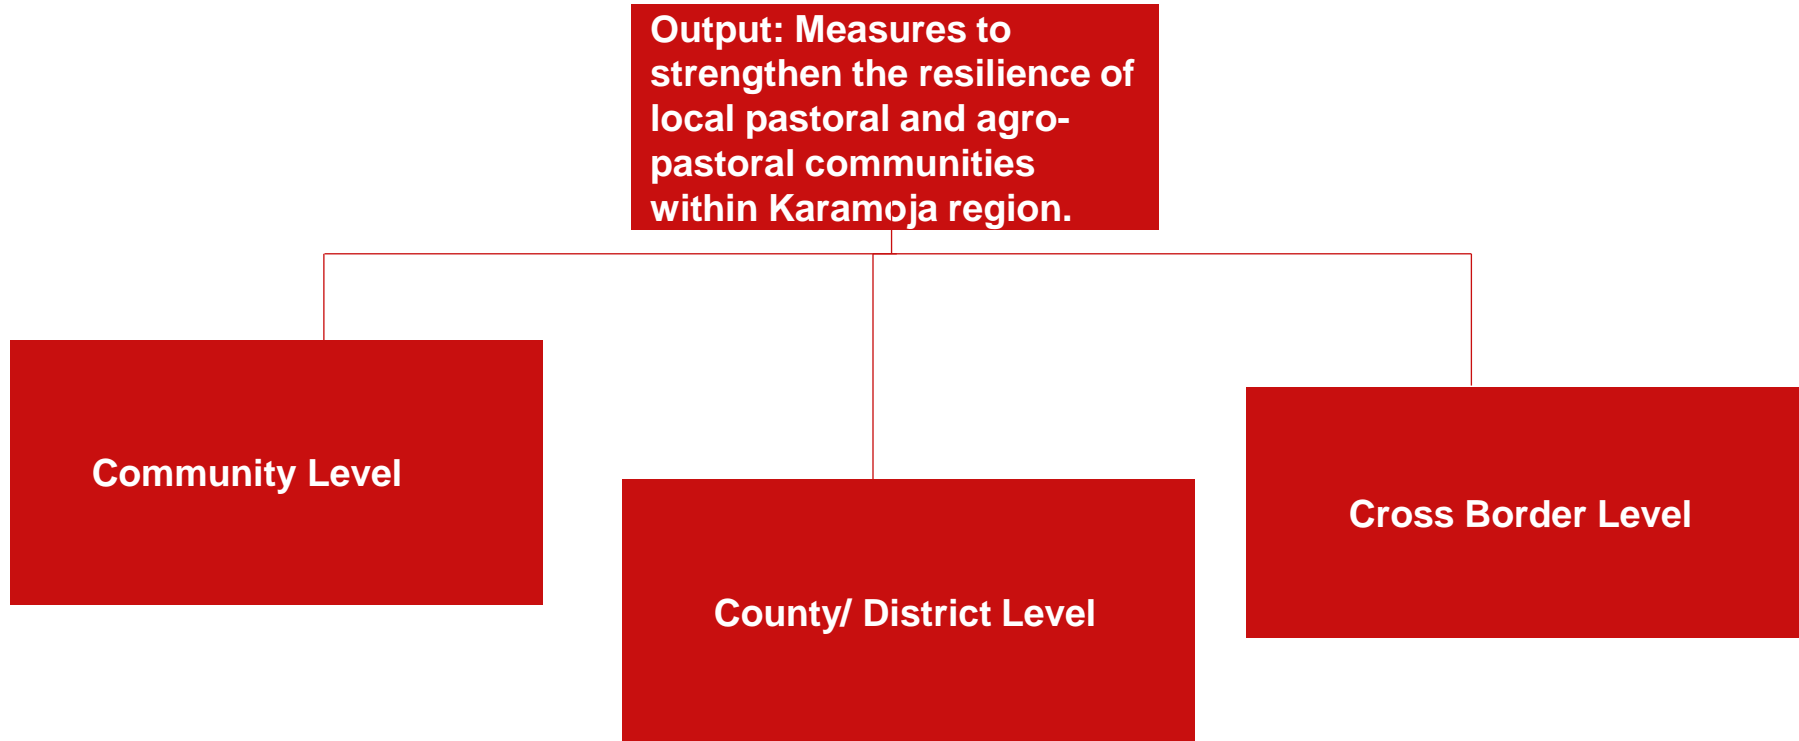 Output: Measures to
strengthen the resilience of
local pastoral and agro-
pastoral communities
within Karamoja region.
Community Level
County/ District Level
Cross Border Level